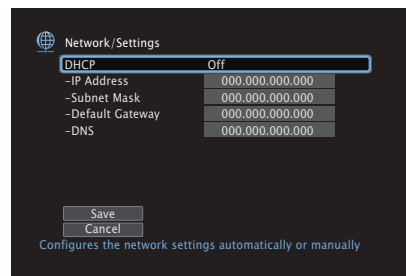 Network/Settings
DHCP Off
-IP Address 000.000.000.000
-Subnet Mask 000.000.000.000
-Default Gateway 000.000.000.000
-DNS 000.000.000.000
Save
Cancel
Configures the network settings automatically or manually